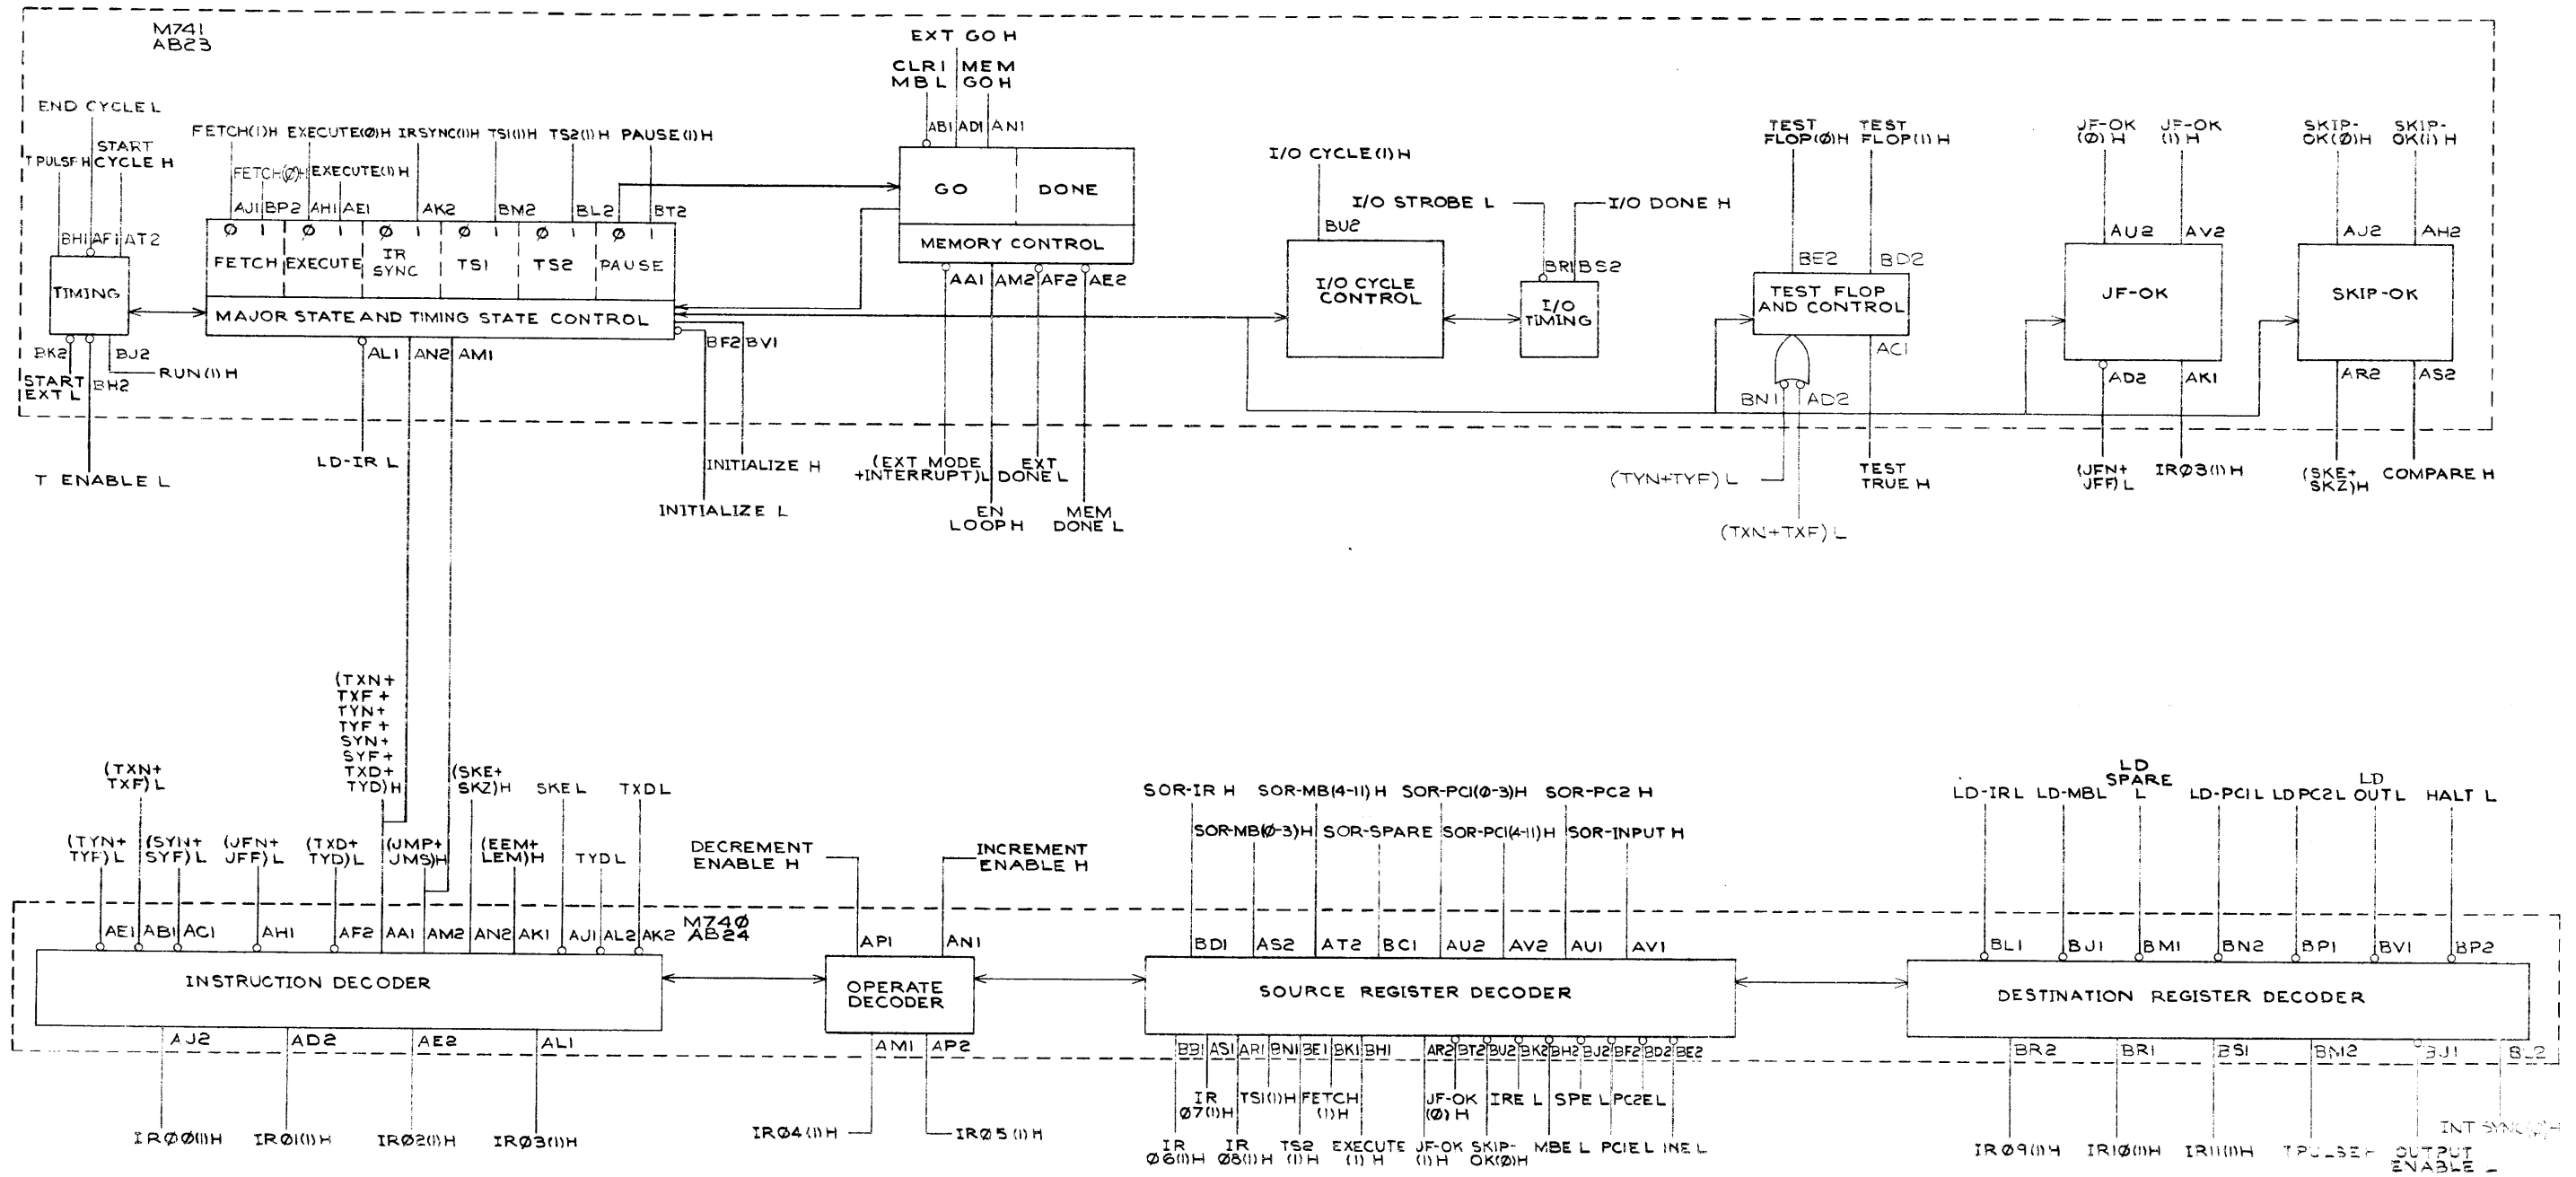 M741
AB23
END CYCLE L
START
CYCLE H
BH1 AF1 AT2
TIMING
BK2
BJ2
START
EXT L
BH2
RUN(1)H
T ENABLE L
FETCH(1)H EXECUTE(Ø)H IRSYNC(1)H TS1(1)H TS2(1)H PAUSE(1)H
EXECUTE(1)H
AJ1 BP2 AH1 AE1 AK2 BM2 BL2 BT2
Ø 1 Ø 1 Ø 1 Ø 1 Ø 1 Ø 1
FETCH EXECUTE IR
SYNC TS1 TS2 PAUSE
MAJOR STATE AND TIMING STATE CONTROL
AL1 AN2 AM1
BF2 BV1
LD-IR L
INITIALIZE H
INITIALIZE L
EXT GO H
CLR1
MB L
MEM
GO H
AB1 AD1 AN1
GO DONE
MEMORY CONTROL
AA1 AM2 AF2 AE2
(EXT MODE
+INTERRUPT)L
EXT
DONE L
EN
LOOP H
MEM
DONE L
I/O CYCLE(1)H
BU2
I/O CYCLE
CONTROL
I/O STROBE L
I/O DONE H
BR1 BS2
I/O
TIMING
TEST
FLOP(Ø)H
TEST
FLOP(1)H
BE2 BD2
TEST FLOP
AND CONTROL
AC1
BN1 AD2
(TYN+TYF) L
(TXN+TXF) L
TEST
TRUE H
JF-OK
(Ø) H
JF-OK
(1) H
AU2 AV2
JF-OK
AD2 AK1
(JFN+
JFF)L
IRØ3(1)H
SKIP-
OK(Ø)H
SKIP-
OK(1)H
AJ2 AH2
SKIP-OK
AR2 AS2
(SKE+
SKZ)H
COMPARE H
(TXN+
TXF+
TYN+
TYF+
SYN+
SYF+
TXD+
TYD)H
(TXN+
TXF)L
(SKE+
SKZ)H
SKE L
TXD L
(TYN+
TYF)L
(SYN+
SYF)L
(JFN+
JFF)L
(TXD+
TYD)L
(JMP+
JMS)H
(EEM+
LEM)H
TYD L
AE1 AB1 AC1 AH1 AF2 AA1 AM2 AN2 AK1 AJ1 AL2 AK2
M74Ø
AB24
INSTRUCTION DECODER
AJ2 AD2 AE2 AL1
IRØØ(1)H IRØ1(1)H IRØ2(1)H IRØ3(1)H
DECREMENT
ENABLE H
INCREMENT
ENABLE H
AP1 AN1
OPERATE
DECODER
AM1 AP2
IRØ4(1)H
IRØ5(1)H
SOR-IR H SOR-MB(4-11)H SOR-PC1(Ø-3)H SOR-PC2 H
SOR-MB(Ø-3)H SOR-SPARE SOR-PC1(4-11)H SOR-INPUT H
BD1 AS2 AT2 BC1 AU2 AV2 AU1 AV1
SOURCE REGISTER DECODER
BB1 AS1 AR1 BN1 BE1 BK1 BH1 AR2 BT2 BU2 BK2 BH2 BJ2 BF2 BD2 BE2
IR
Ø7(1)H
TS1(1)H
FETCH
(1)H
JF-OK
(Ø) H
IRE L SPE L PC2E L
IR
Ø6(1)H
IR
Ø8(1)H
TS2
(1)H
EXECUTE
(1) H
JF-OK
(1)H
SKIP-
OK(Ø)H
MBE L PC1E L INE L
LD
SPARE
L
LD-IR L LD-MB L LD-PC1 L LD PC2 L
LD
OUT L
HALT L
BL1 BJ1 BM1 BN2 BP1 BV1 BP2
DESTINATION REGISTER DECODER
BR2 BR1 BS1 BM2 BJ1 BL2
IRØ9(1)H IR1Ø(1)H IR11(1)H
OUTPUT
ENABLE